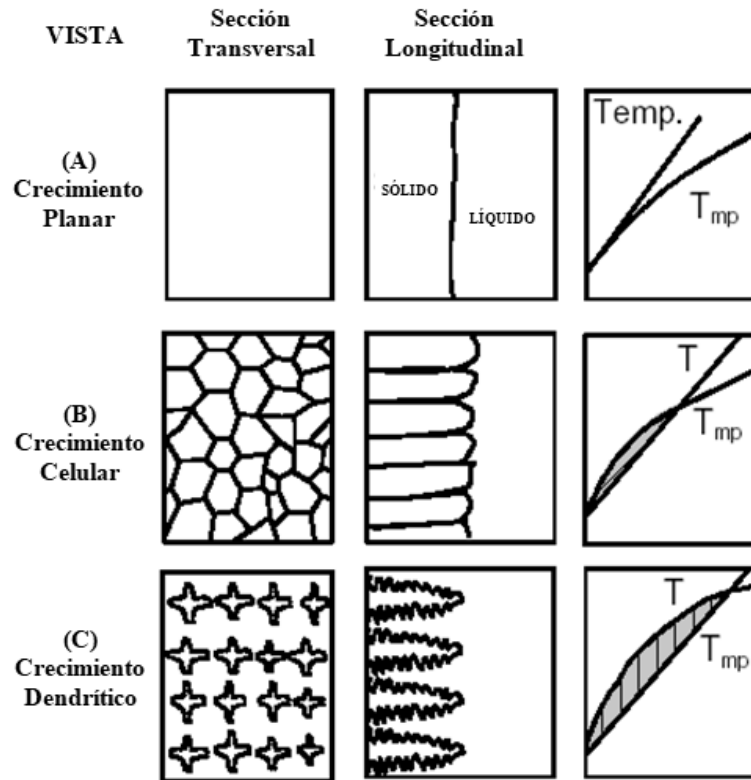 VISTA
Sección
Transversal
Sección
Longitudinal
(A)
Crecimiento
Planar
SÓLIDO
LÍQUIDO
Temp.
Tmp
(B)
Crecimiento
Celular
T
Tmp
(C)
Crecimiento
Dendrítico
T
Tmp